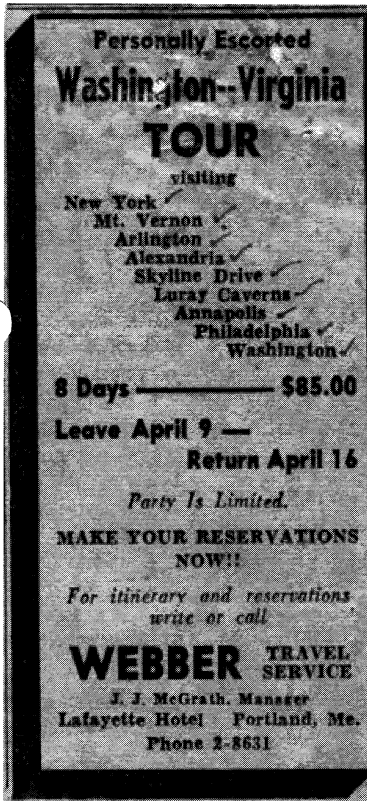 Personally Escorted
Washington--Virginia
TOUR
visiting
New York
Mt. Vernon
Arlington
Alexandria
Skyline Drive
Luray Caverns
Annapolis
Philadelphia
Washington
8 Days — $85.00
Leave April 9 —
Return April 16
Party Is Limited.
MAKE YOUR RESERVATIONS
NOW!!
For itinerary and reservations
write or call
WEBBER TRAVEL
SERVICE
J. J. McGrath, Manager
Lafayette Hotel Portland, Me.
Phone 2-8631